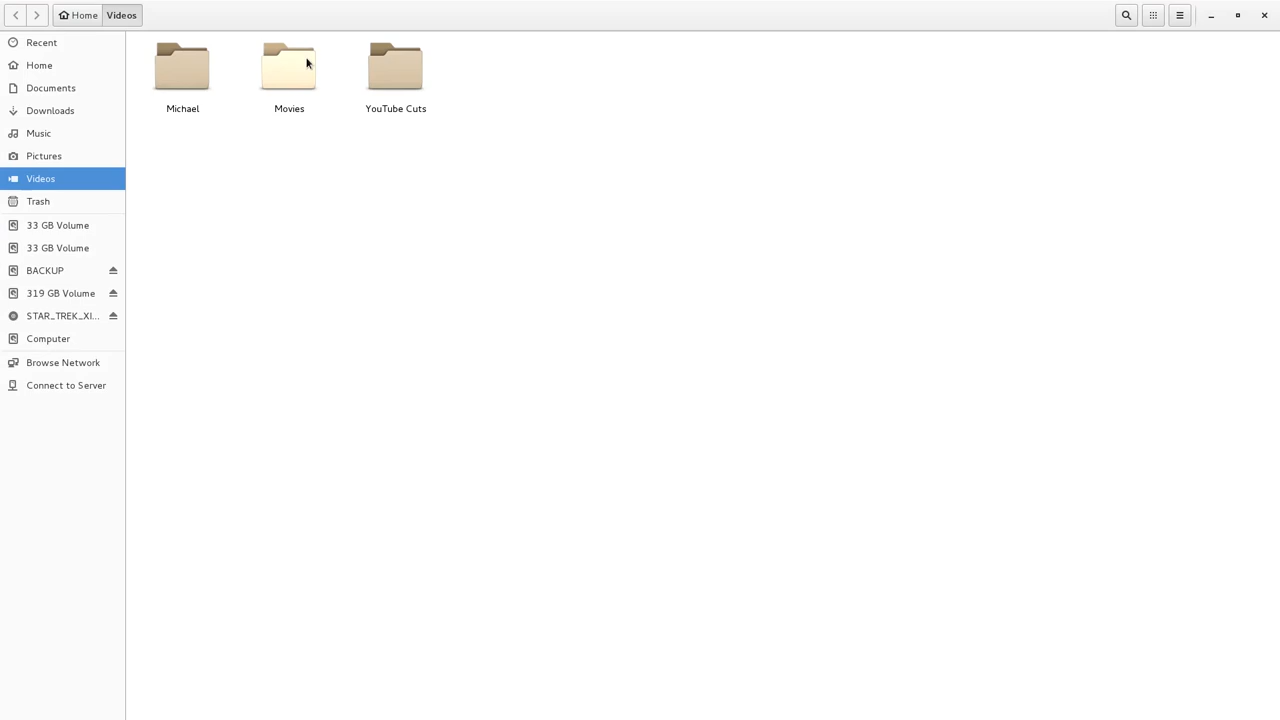 Home Videos
Recent
Home
Documents
Downloads
Music
Pictures
Videos
Trash
33 GB Volume
33 GB Volume
BACKUP
319 GB Volume
STAR_TREK_XI...
Computer
Browse Network
Connect to Server
Michael Movies YouTube Cuts